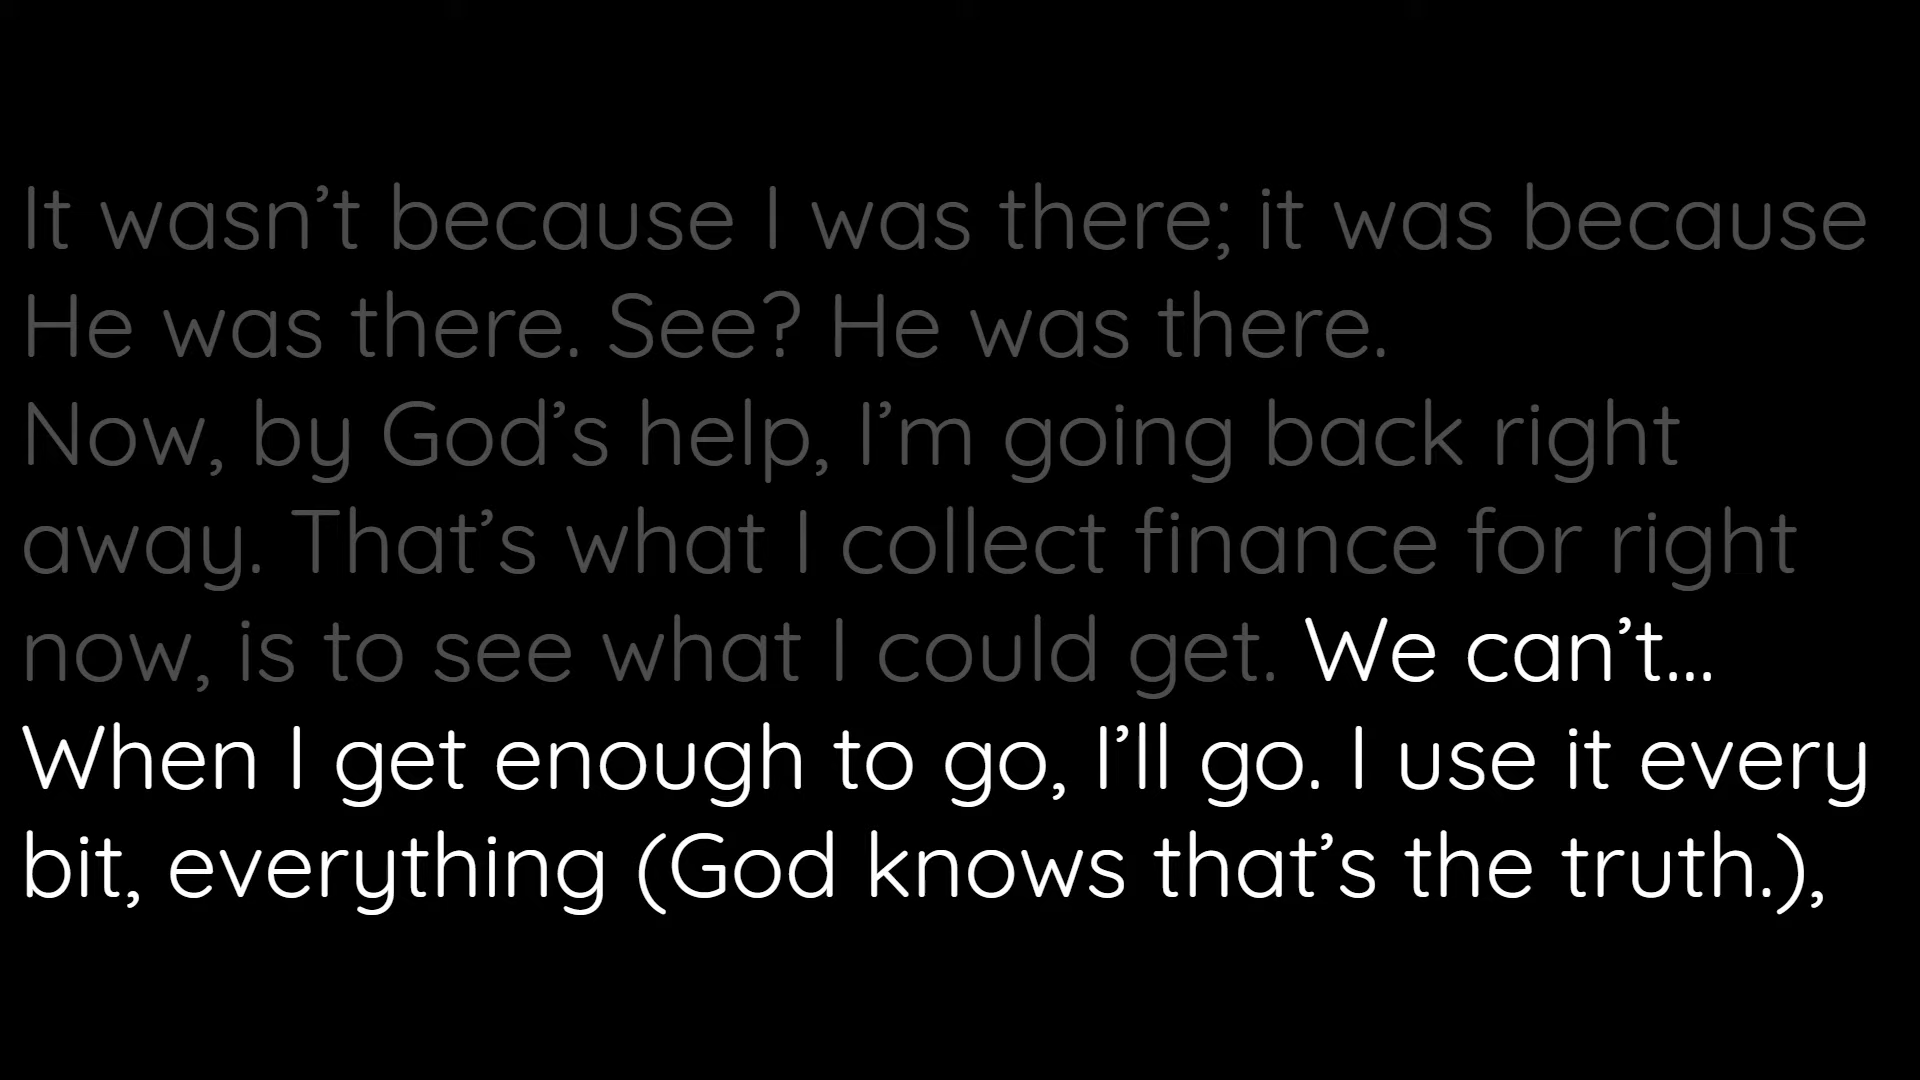 It wasn’t because I was there; it was because
He was there. See? He was there.
Now, by God’s help, I’m going back right
away. That’s what I collect finance for right
now, is to see what I could get. We can’t...
When I get enough to go, I’ll go. I use it every
bit, everything (God knows that’s the truth.),